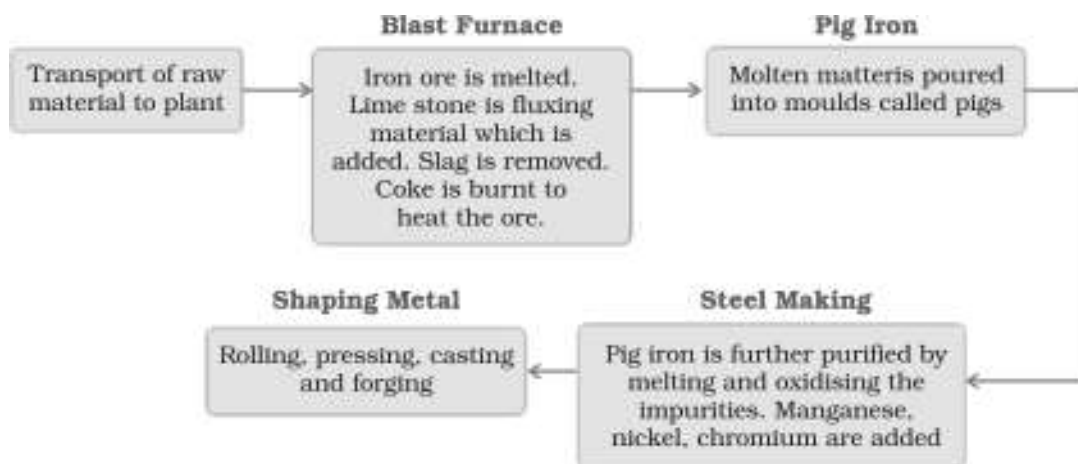 Transport of raw
material to plant
Blast Furnace
Iron ore is melted.
Lime stone is fluxing
material which is
added. Slag is removed.
Coke is burnt to
heat the ore.
Pig Iron
Molten matteris poured
into moulds called pigs
Steel Making
Pig iron is further purified by
melting and oxidising the
impurities. Manganese,
nickel, chromium are added
Shaping Metal
Rolling, pressing, casting
and forging